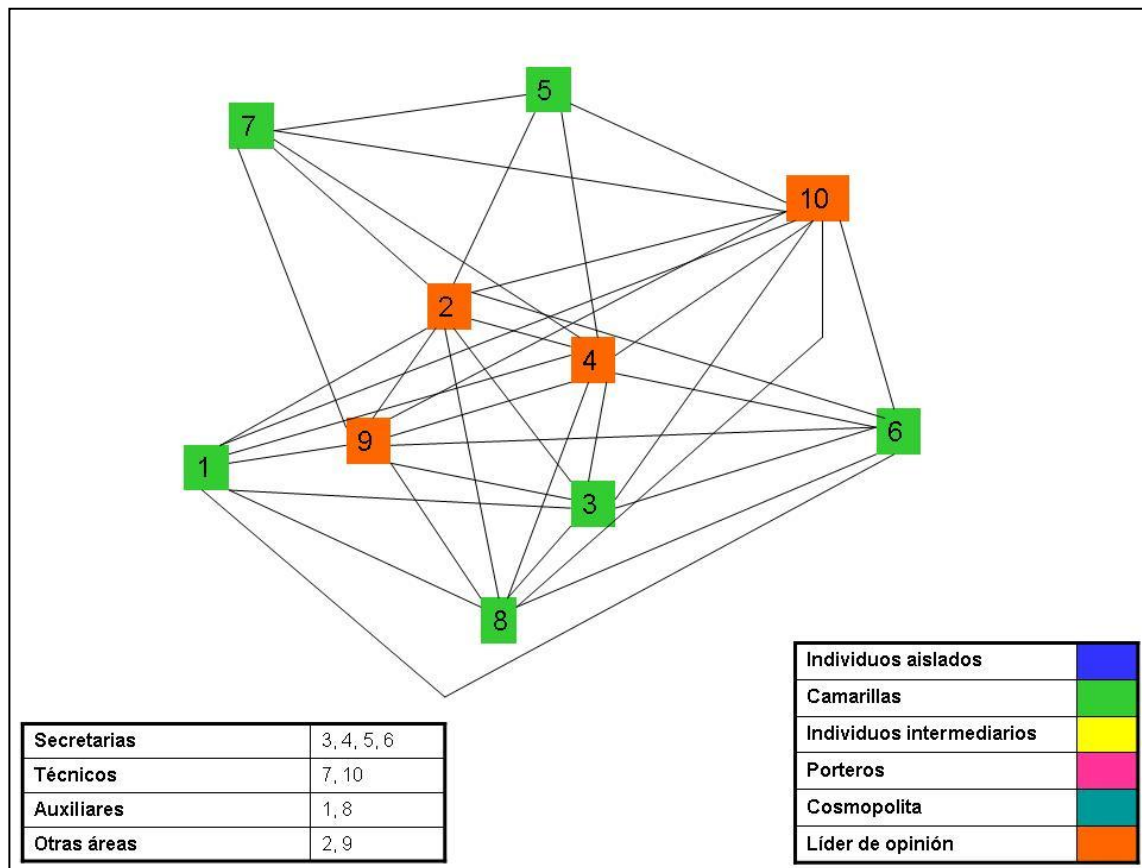 5
7
10
2
4
9
6
1
3
8
Individuos aislados
Camarillas
Individuos intermediarios
Porteros
Cosmopolita
Líder de opinión
Secretarias 3, 4, 5, 6
Técnicos 7, 10
Auxiliares 1, 8
Otras áreas 2, 9